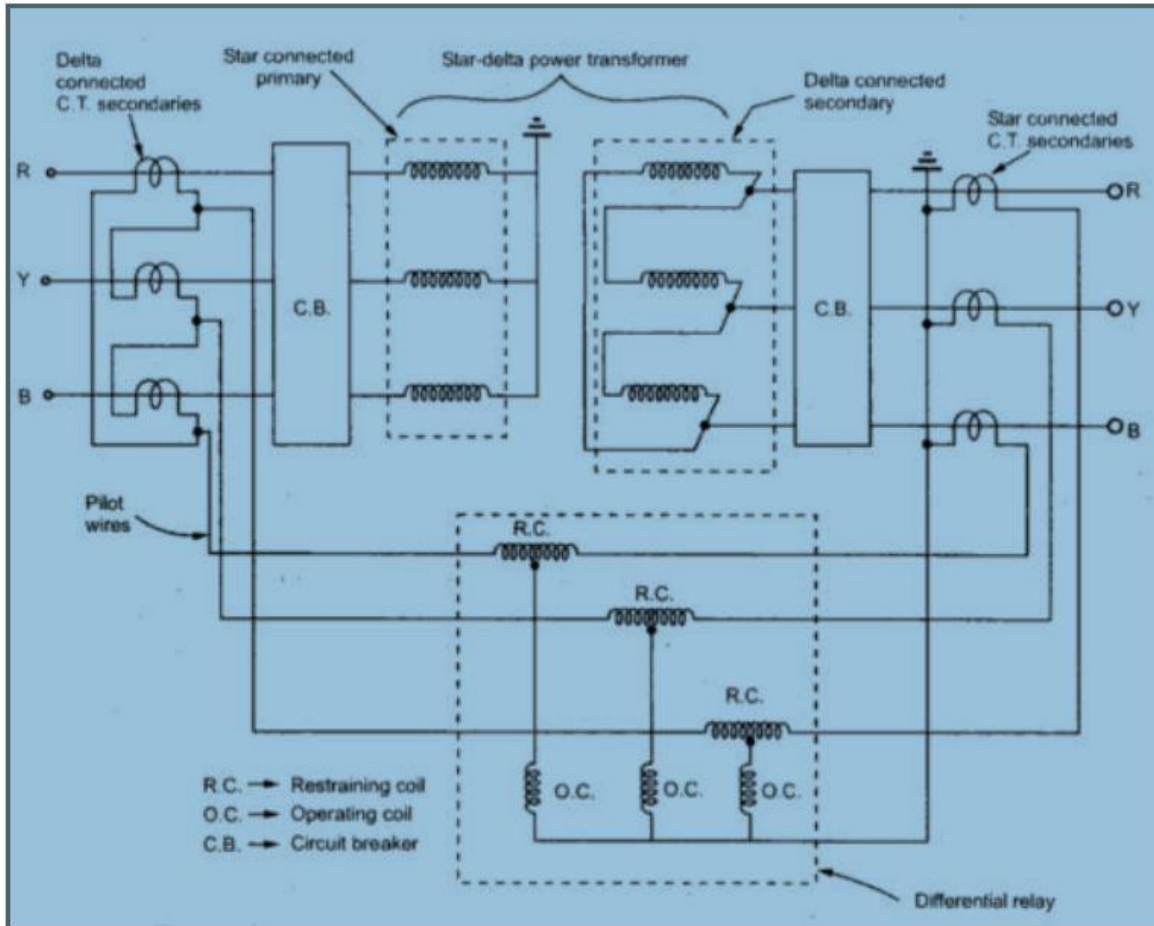 Delta
connected
C.T. secondaries
Star connected
primary
Star-delta power transformer
Delta connected
secondary
Star connected
C.T. secondaries
R
Y
B
C.B.
C.B.
R
Y
B
Pilot
wires
R.C.
R.C.
R.C.
O.C.
O.C.
O.C.
R.C. → Restraining coil
O.C. → Operating coil
C.B. → Circuit breaker
Differential relay